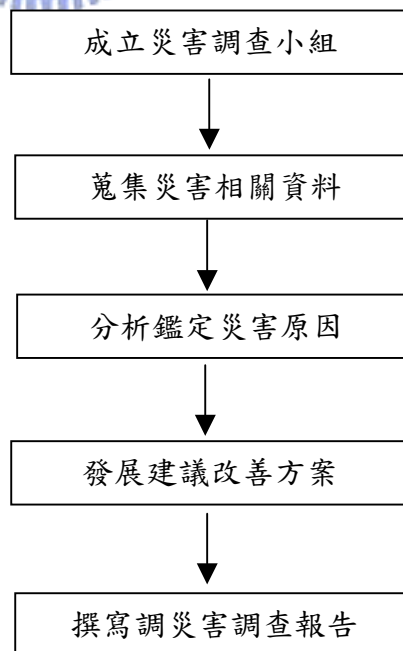 成立災害調查小組
蒐集災害相關資料
分析鑑定災害原因
發展建議改善方案
撰寫調災害調查報告